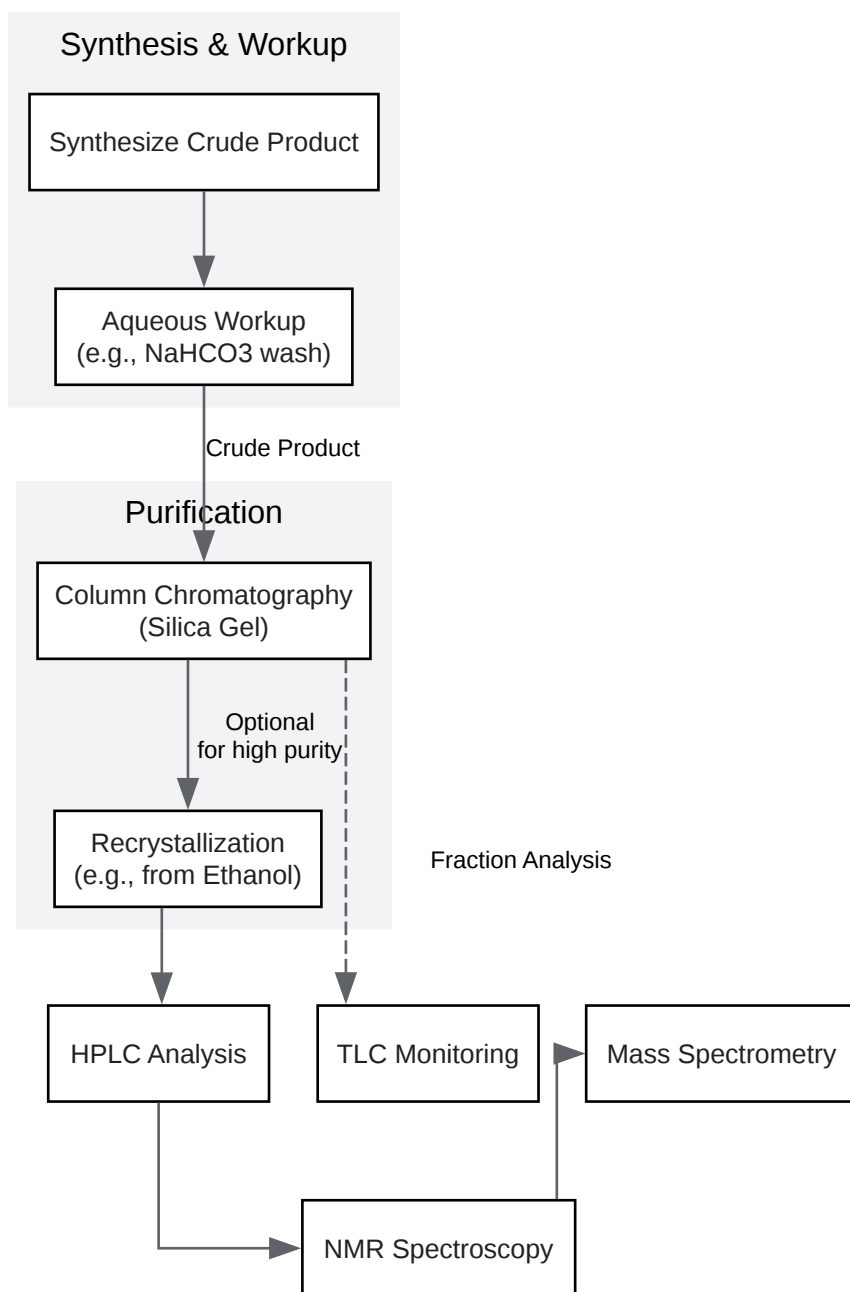 Synthesis & Workup
Synthesize Crude Product
Aqueous Workup
(e.g., NaHCO3 wash)
Crude Product
Purification
Column Chromatography
(Silica Gel)
Optional
for high purity
Recrystallization
(e.g., from Ethanol)
Fraction Analysis
HPLC Analysis
TLC Monitoring
Mass Spectrometry
NMR Spectroscopy